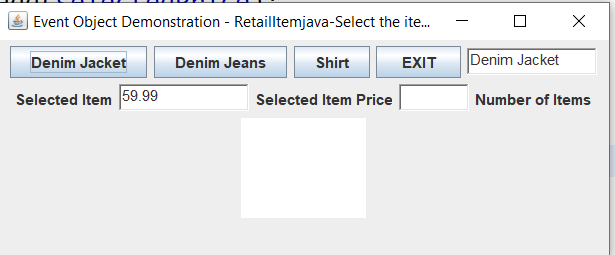 Event Object Demonstration - RetailItemjava-Select the ite...
Denim Jacket Denim Jeans Shirt EXIT Denim Jacket
Selected Item 59.99 Selected Item Price Number of Items